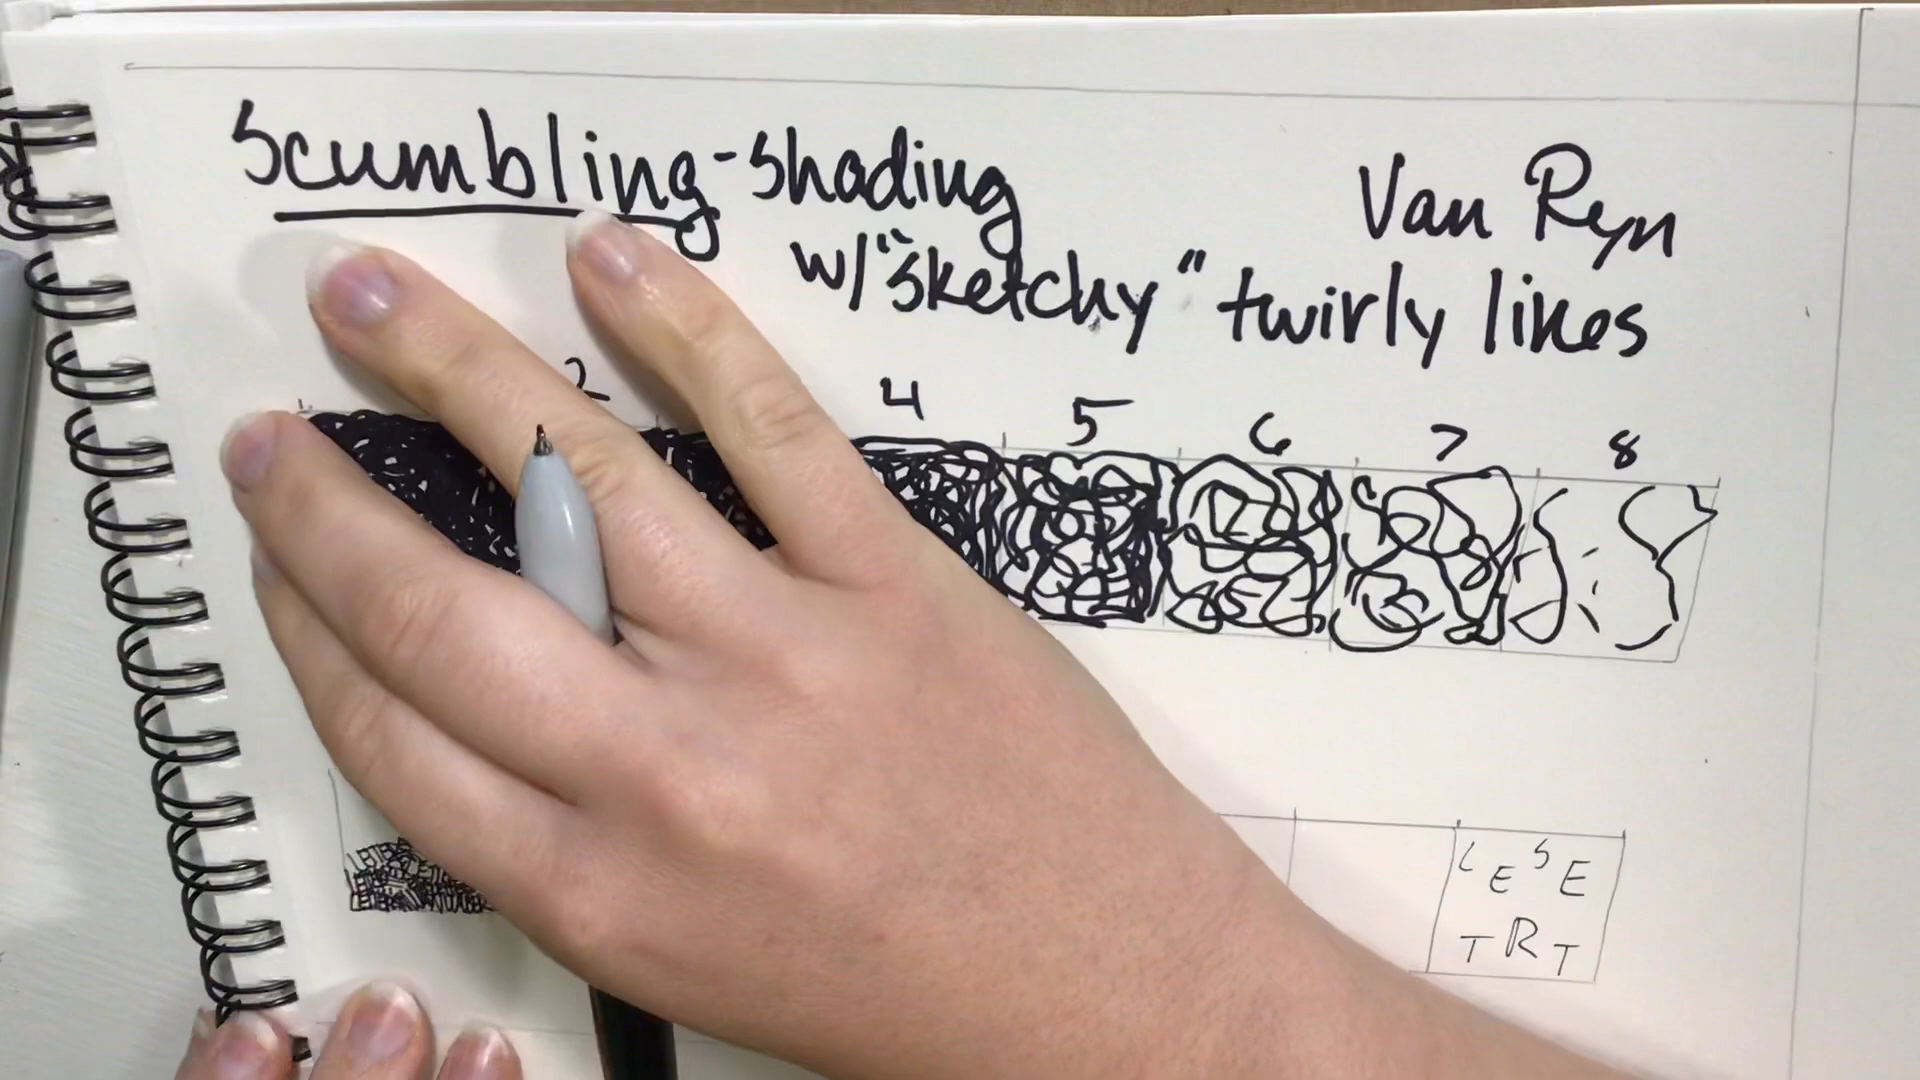 Scumbling-Shading
Van Ryn
w/"Sketchy" twirly lines
2 4 5 6 7 8
L E S E
T R T